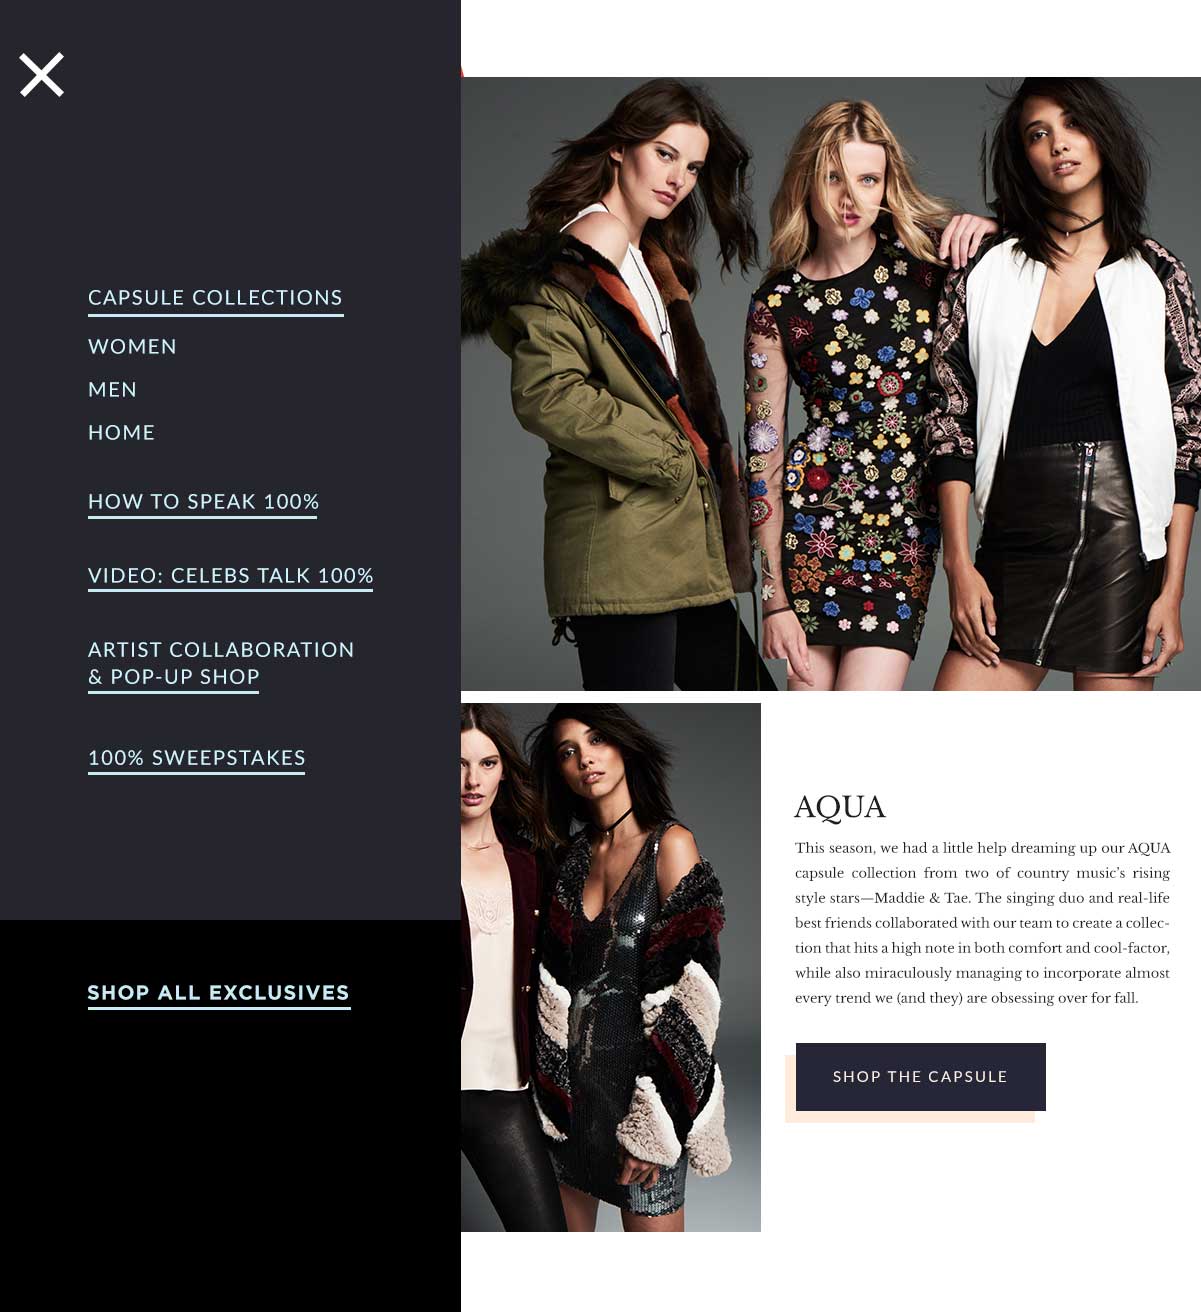 CAPSULE COLLECTIONS
WOMEN
MEN
HOME
HOW TO SPEAK 100%
VIDEO: CELEBS TALK 100%
ARTIST COLLABORATION
& POP-UP SHOP
100% SWEEPSTAKES
SHOP ALL EXCLUSIVES
AQUA
This season, we had a little help dreaming up our AQUA
capsule collection from two of country music’s rising
style stars—Maddie & Tae. The singing duo and real-life
best friends collaborated with our team to create a collec-
tion that hits a high note in both comfort and cool-factor,
while also miraculously managing to incorporate almost
every trend we (and they) are obsessing over for fall.
SHOP THE CAPSULE